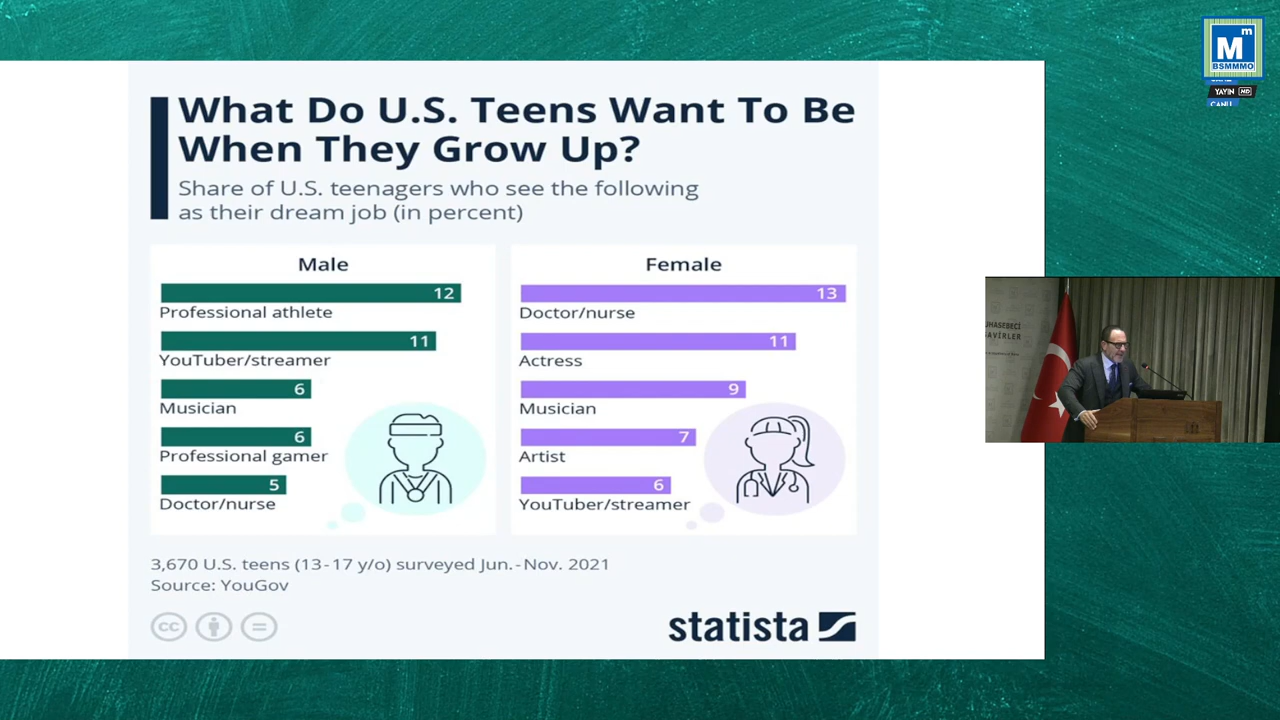 What Do U.S. Teens Want To Be
When They Grow Up?
Share of U.S. teenagers who see the following
as their dream job (in percent)
Male
12
Professional athlete
11
YouTuber/streamer
6
Musician
6
Professional gamer
5
Doctor/nurse
Female
13
Doctor/nurse
11
Actress
9
Musician
7
Artist
6
YouTuber/streamer
3,670 U.S. teens (13-17 y/o) surveyed Jun.-Nov. 2021
Source: YouGov
cc
statista
Mm
BSMMMO
YAYIN HD
CANLI